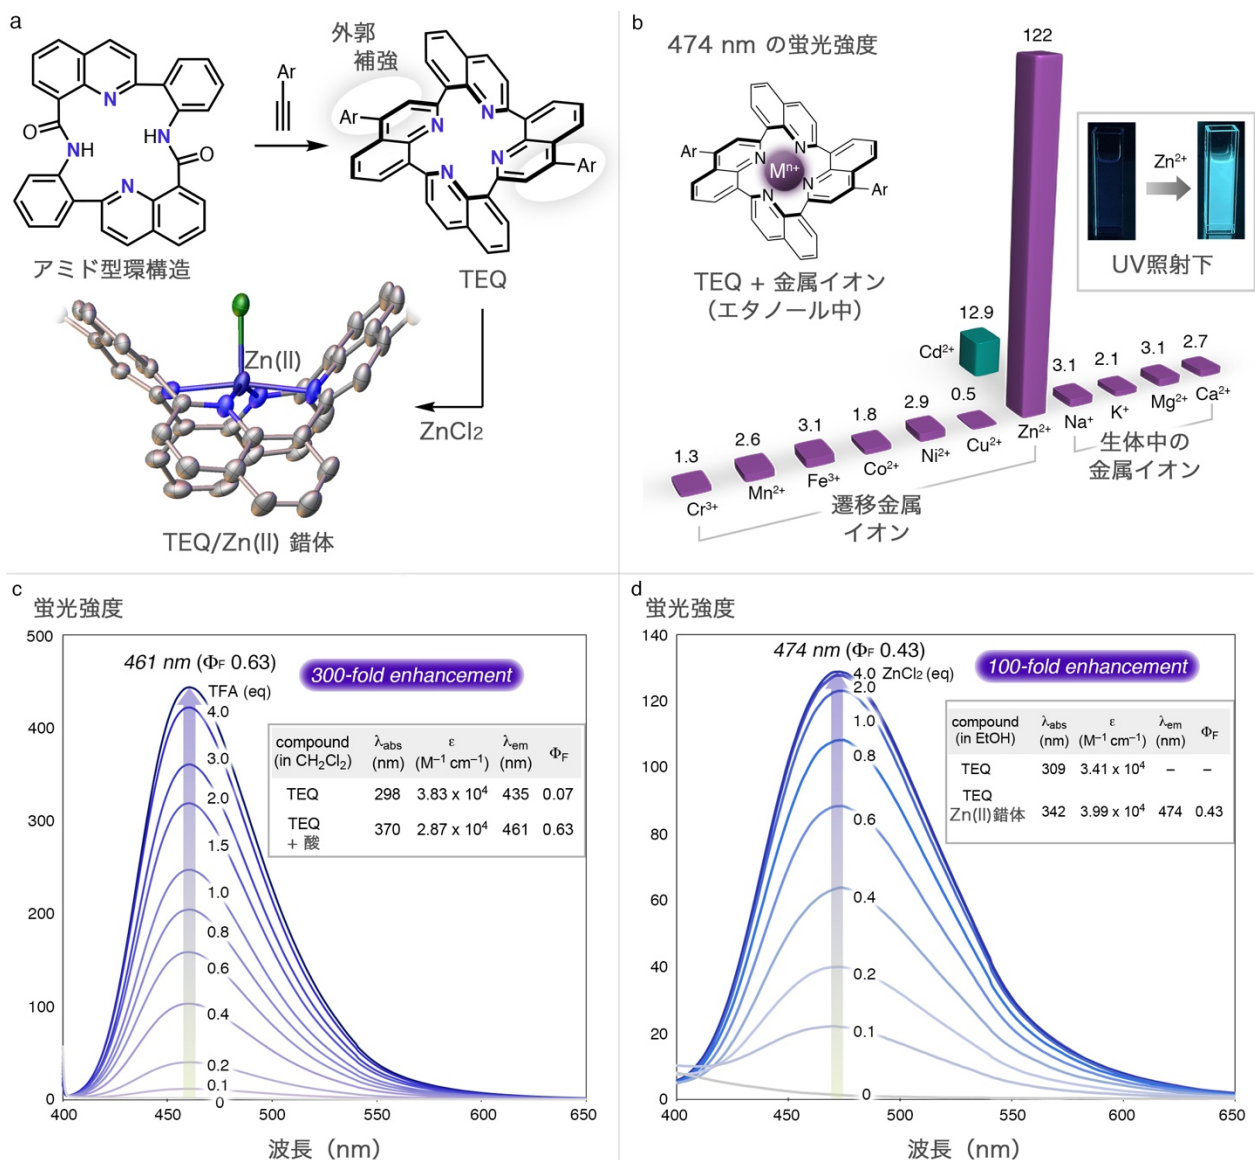 a
O
N
HN
NH
O
N
アミド型環構造
Ar
外郭
補強
Ar
N
N
N
N
Ar
TEQ
ZnCl₂
Zn(II)
TEQ/Zn(II) 錯体
b
474 nm の蛍光強度
Ar
N
N
Mⁿ⁺
N
N
Ar
TEQ + 金属イオン
（エタノール中）
122
Zn²⁺
UV照射下
12.9
Cd²⁺
1.3
2.6
3.1
1.8
2.9
0.5
3.1
2.1
3.1
2.7
Cr³⁺
Mn²⁺
Fe³⁺
Co²⁺
Ni²⁺
Cu²⁺
Zn²⁺
Na⁺
K⁺
Mg²⁺
Ca²⁺
遷移金属
イオン
生体中の
金属イオン
c
蛍光強度
500
400
300
200
100
0
461 nm (Φ_F 0.63)
300-fold enhancement
TFA (eq)
4.0
3.0
2.0
1.5
1.0
0.8
0.6
0.4
0.2
0.1
0
compound (in CH₂Cl₂) λabs (nm) ε (M⁻¹ cm⁻¹) λem (nm) Φ_F
TEQ 298 3.83 x 10⁴ 435 0.07
TEQ + 酸 370 2.87 x 10⁴ 461 0.63
400 450 500 550 600 650
波長（nm）
d
蛍光強度
140
120
100
80
60
40
20
0
474 nm (Φ_F 0.43)
100-fold enhancement
4.0 ZnCl₂ (eq)
2.0
1.0
0.8
0.6
0.4
0.2
0.1
0
compound (in EtOH) λabs (nm) ε (M⁻¹ cm⁻¹) λem (nm) Φ_F
TEQ 309 3.41 x 10⁴ – –
TEQ Zn(II)錯体 342 3.99 x 10⁴ 474 0.43
400 450 500 550 600 650
波長（nm）